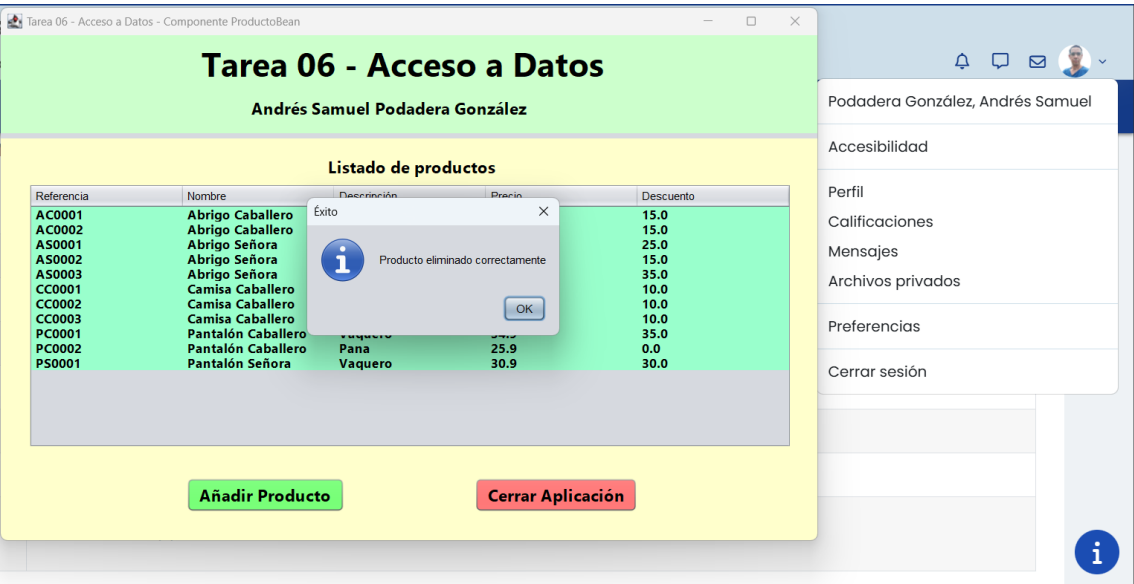 Tarea 06 - Acceso a Datos - Componente ProductoBean
Tarea 06 - Acceso a Datos
Andrés Samuel Podadera González
Listado de productos
Referencia Nombre Descripción Precio Descuento
AC0001 Abrigo Caballero 15.0
AC0002 Abrigo Caballero 15.0
AS0001 Abrigo Señora 25.0
AS0002 Abrigo Señora 15.0
AS0003 Abrigo Señora 35.0
CC0001 Camisa Caballero 10.0
CC0002 Camisa Caballero 10.0
CC0003 Camisa Caballero 10.0
PC0001 Pantalón Caballero Vaquero 35.0
PC0002 Pantalón Caballero Pana 25.9 0.0
PS0001 Pantalón Señora Vaquero 30.9 30.0
Éxito
Producto eliminado correctamente
OK
Añadir Producto Cerrar Aplicación
Podadera González, Andrés Samuel
Accesibilidad
Perfil
Calificaciones
Mensajes
Archivos privados
Preferencias
Cerrar sesión